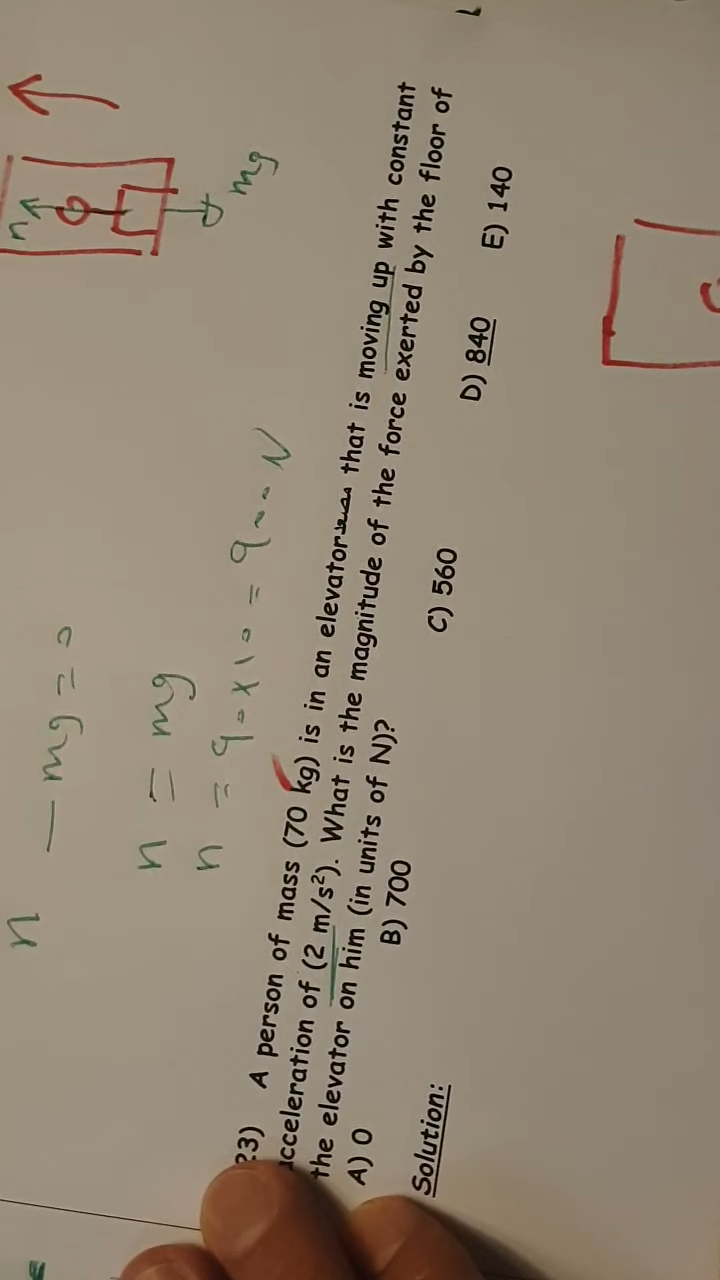 n
mg
n - mg = 0
n = mg
n = 90 x 10 = 900 N
23) A person of mass (70 kg) is in an elevator that is moving up with constant
acceleration of (2 m/s²). What is the magnitude of the force exerted by the floor of
the elevator on him (in units of N)?
A) 0 B) 700 C) 560 D) 840 E) 140
Solution: